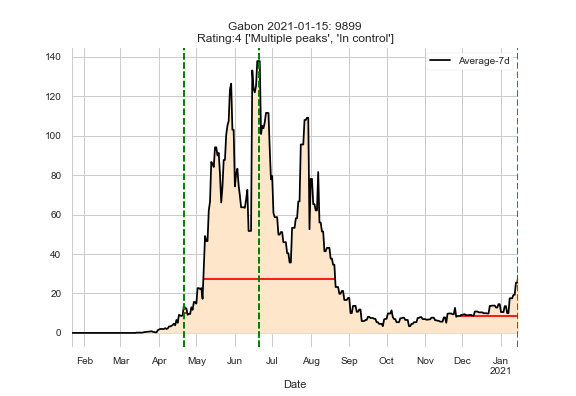 Gabon 2021-01-15: 9899
Rating:4 ['Multiple peaks', 'In control']
Average-7d
140
120
100
80
60
40
20
0
Feb Mar Apr May Jun Jul Aug Sep Oct Nov Dec Jan
2021
Date